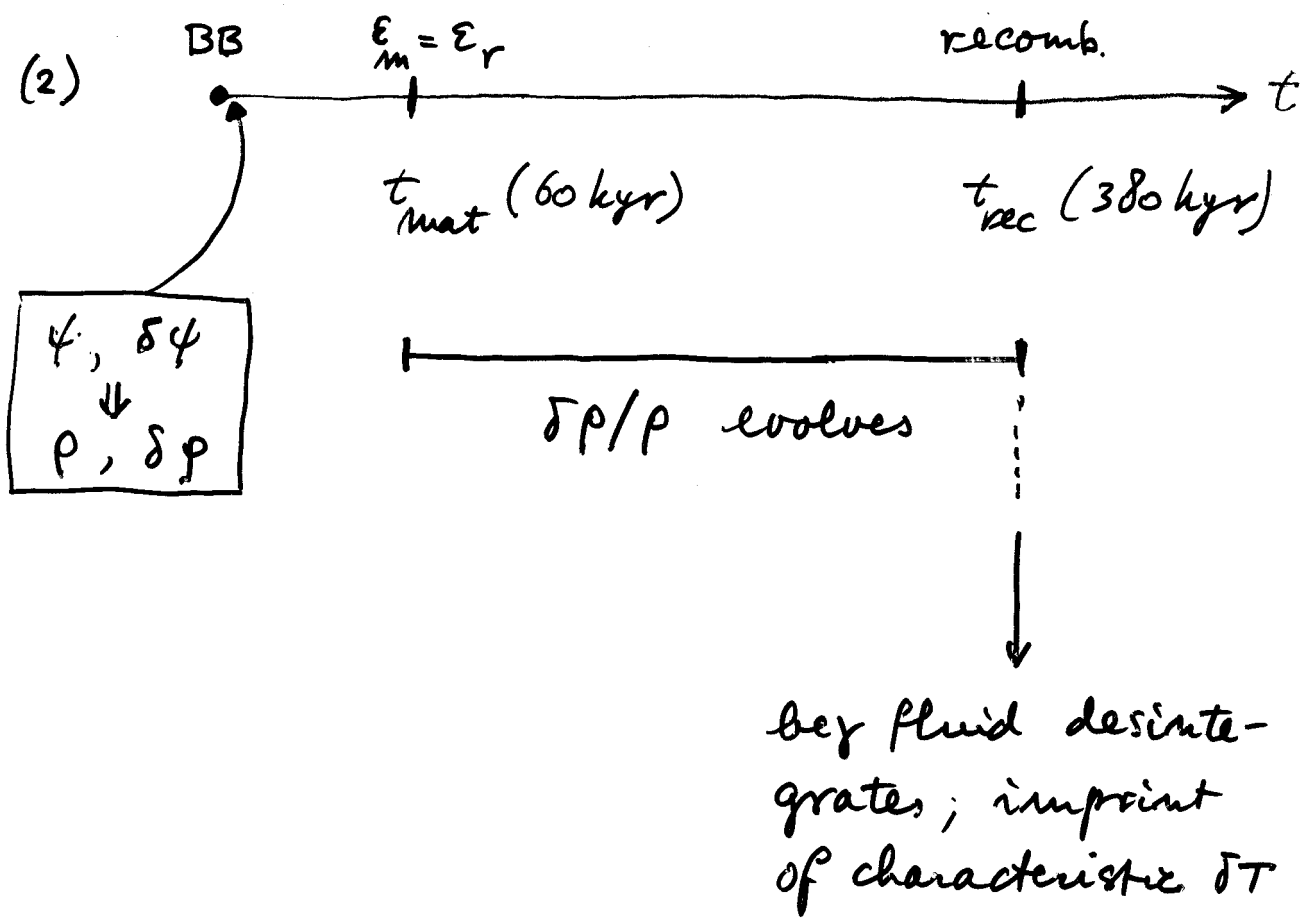 (2) BB ε_m = ε_r recomb.
t
t_mat (60 kyr) t_rec (380 kyr)
ψ, δψ
⇓
ρ, δρ
δρ/ρ evolves
beγ fluid desinte-
grates; imprint
of characteristic δT